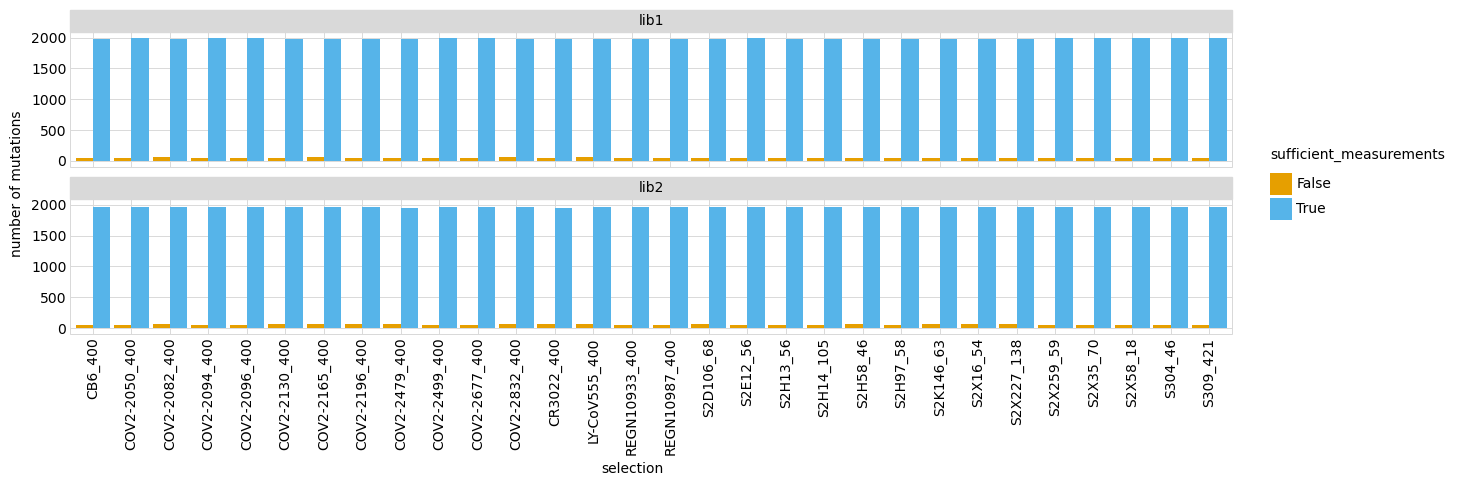 lib1
2000
1500
1000
500
0
lib2
2000
1500
1000
500
0
number of mutations
CB6_400
COV2-2050_400
COV2-2082_400
COV2-2094_400
COV2-2096_400
COV2-2130_400
COV2-2165_400
COV2-2196_400
COV2-2479_400
COV2-2499_400
COV2-2677_400
COV2-2832_400
CR3022_400
LY-CoV555_400
REGN10933_400
REGN10987_400
S2D106_68
S2E12_56
S2H13_56
S2H14_105
S2H58_46
S2H97_58
S2K146_63
S2X16_54
S2X227_138
S2X259_59
S2X35_70
S2X58_18
S304_46
S309_421
selection
sufficient_measurements
False
True